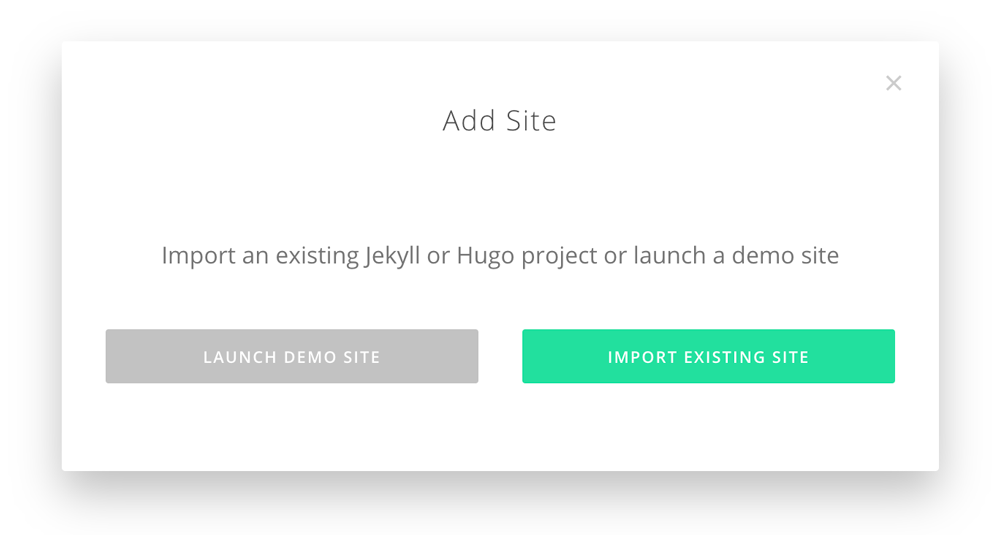 Add Site
Import an existing Jekyll or Hugo project or launch a demo site
LAUNCH DEMO SITE
IMPORT EXISTING SITE